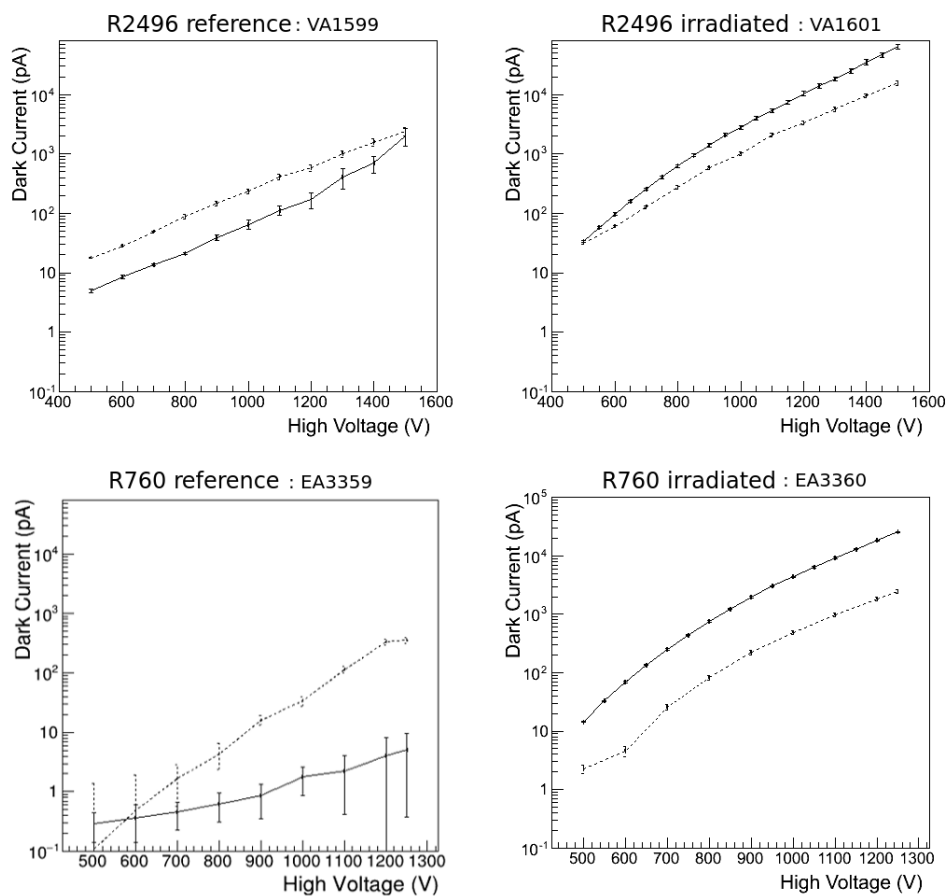 R2496 reference : VA1599
Dark Current (pA)
10⁴
10³
10²
10
1
10⁻¹
400 600 800 1000 1200 1400 1600
High Voltage (V)
R2496 irradiated : VA1601
Dark Current (pA)
10⁴
10³
10²
10
1
10⁻¹
400 600 800 1000 1200 1400 1600
High Voltage (V)
R760 reference : EA3359
Dark Current (pA)
10⁴
10³
10²
10
1
10⁻¹
500 600 700 800 900 1000 1100 1200 1300
High Voltage (V)
R760 irradiated : EA3360
Dark Current (pA)
10⁵
10⁴
10³
10²
10
1
10⁻¹
500 600 700 800 900 1000 1100 1200 1300
High Voltage (V)